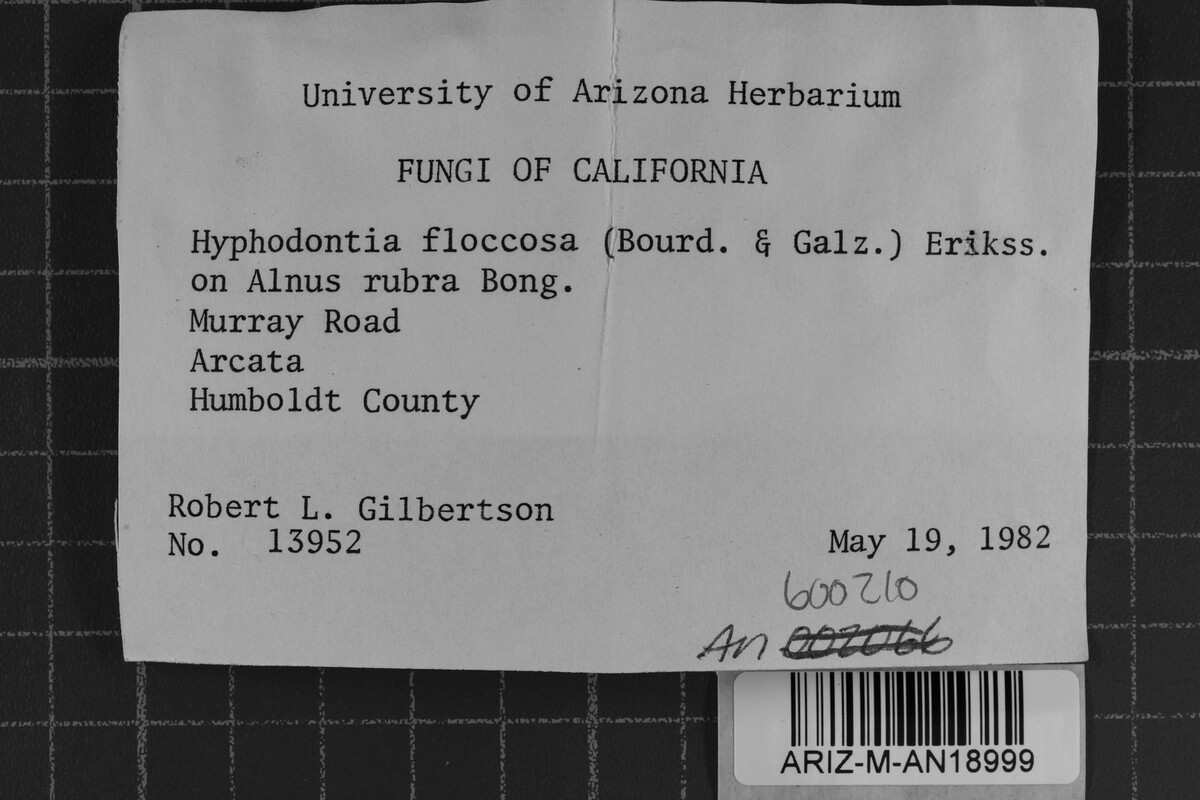 University of Arizona Herbarium
FUNGI OF CALIFORNIA
Hyphodontia floccosa (Bourd. & Galz.) Erikss.
on Alnus rubra Bong.
Murray Road
Arcata
Humboldt County
Robert L. Gilbertson
No. 13952
May 19, 1982
600210
An 002066
ARIZ-M-AN18999